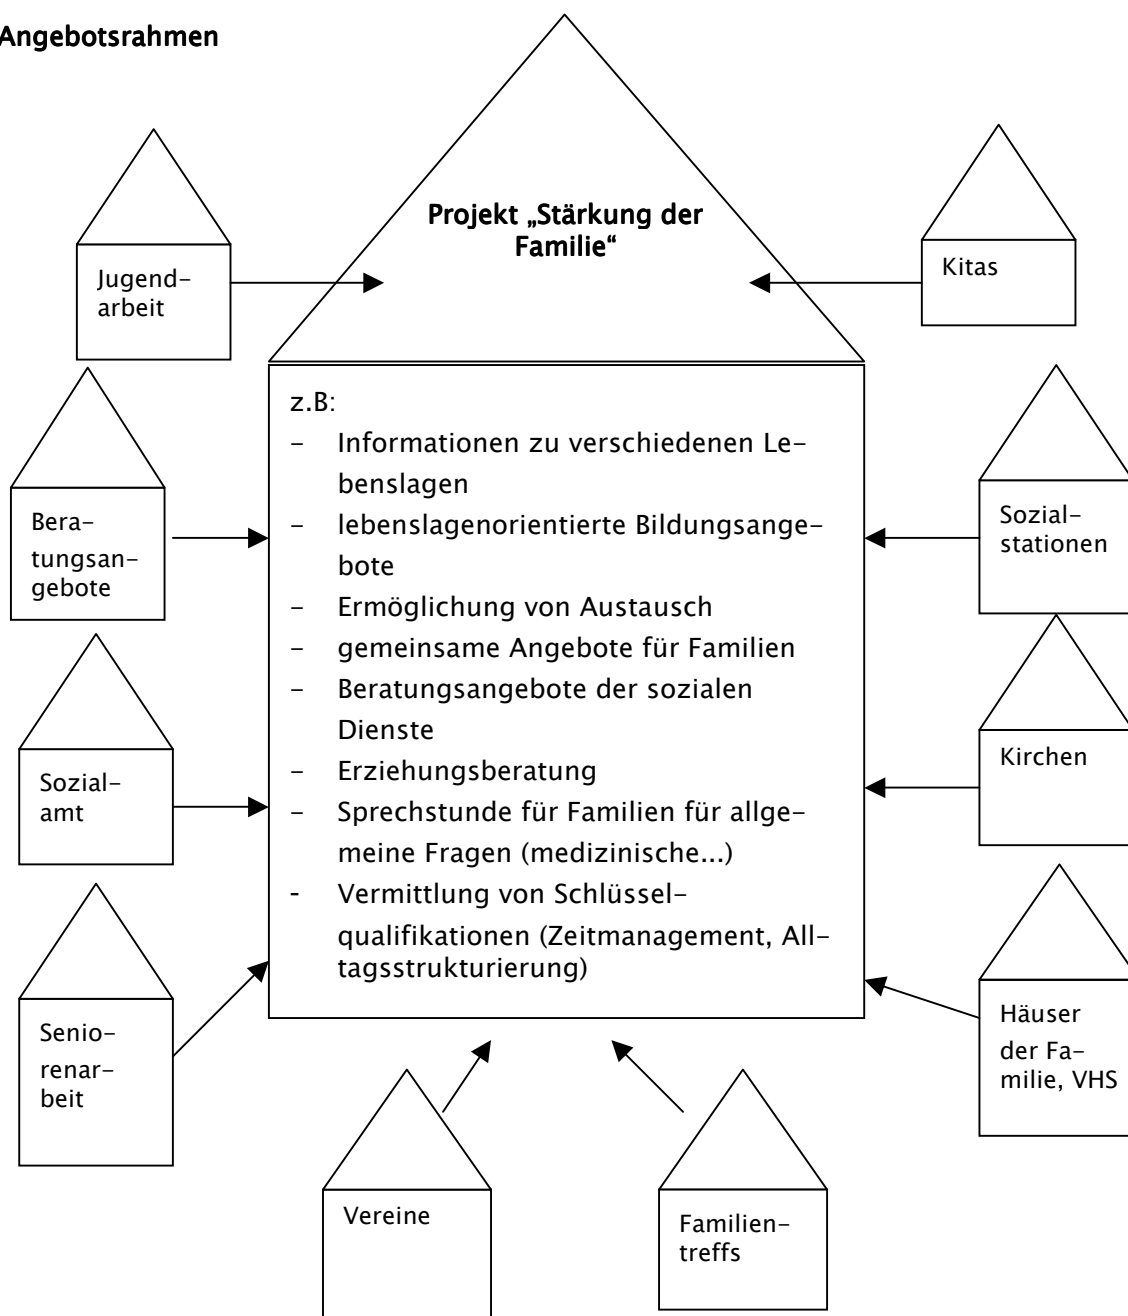 Angebotsrahmen
Projekt „Stärkung der
Familie“
Jugend-
arbeit
Kitas
Bera-
tungsan-
gebote
Sozial-
amt
Senio-
renar-
beit
z.B:
- Informationen zu verschiedenen Le-
benslagen
- lebenslagenorientierte Bildungsange-
bote
- Ermöglichung von Austausch
- gemeinsame Angebote für Familien
- Beratungsangebote der sozialen
Dienste
- Erziehungsberatung
- Sprechstunde für Familien für allge-
meine Fragen (medizinische...)
- Vermittlung von Schlüssel-
qualifikationen (Zeitmanagement, All-
tagsstrukturierung)
Sozial-
stationen
Kirchen
Häuser
der Fa-
milie, VHS
Vereine
Familien-
treffs